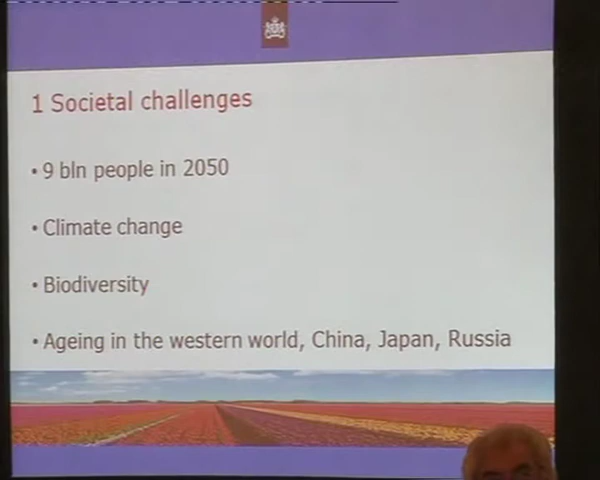 1 Societal challenges
• 9 bln people in 2050
• Climate change
• Biodiversity
• Ageing in the western world, China, Japan, Russia